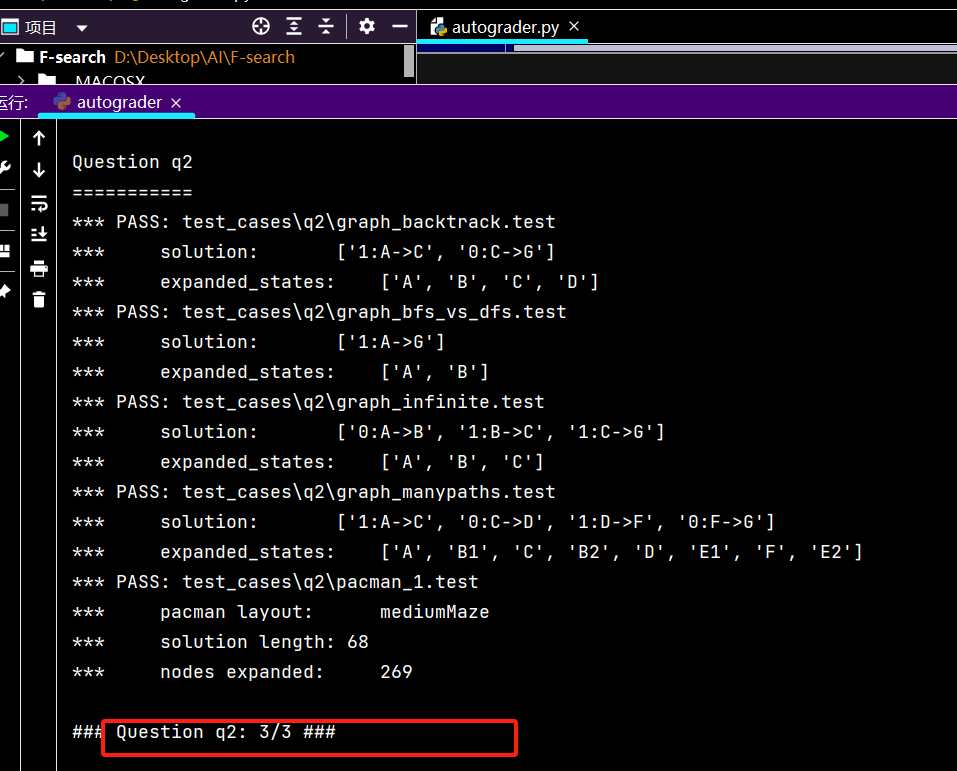 项目
autograder.py
F-search D:\Desktop\AI\F-search
MACOSX
运行: autograder
Question q2
===========
*** PASS: test_cases\q2\graph_backtrack.test
*** solution: ['1:A->C', '0:C->G']
*** expanded_states: ['A', 'B', 'C', 'D']
*** PASS: test_cases\q2\graph_bfs_vs_dfs.test
*** solution: ['1:A->G']
*** expanded_states: ['A', 'B']
*** PASS: test_cases\q2\graph_infinite.test
*** solution: ['0:A->B', '1:B->C', '1:C->G']
*** expanded_states: ['A', 'B', 'C']
*** PASS: test_cases\q2\graph_manypaths.test
*** solution: ['1:A->C', '0:C->D', '1:D->F', '0:F->G']
*** expanded_states: ['A', 'B1', 'C', 'B2', 'D', 'E1', 'F', 'E2']
*** PASS: test_cases\q2\pacman_1.test
*** pacman layout: mediumMaze
*** solution length: 68
*** nodes expanded: 269
### Question q2: 3/3 ###